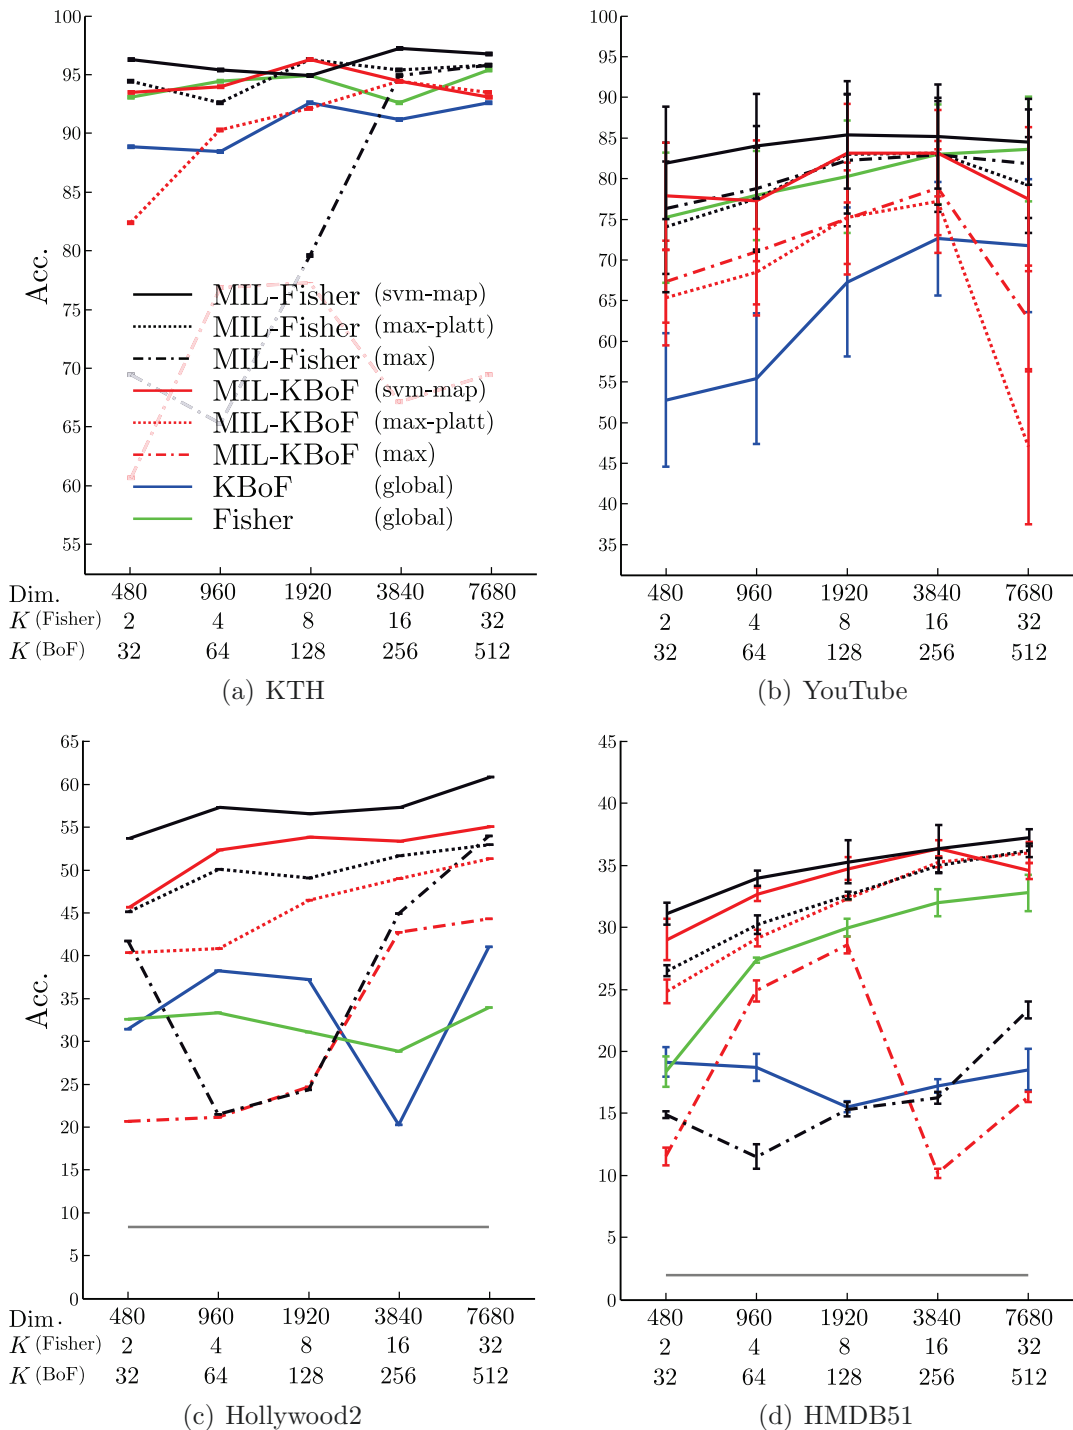 100
95
90
85
80
75
70
65
60
55
Acc.
MIL-Fisher (svm-map)
MIL-Fisher (max-platt)
MIL-Fisher (max)
MIL-KBoF (svm-map)
MIL-KBoF (max-platt)
MIL-KBoF (max)
KBoF (global)
Fisher (global)
Dim. 480 960 1920 3840 7680
K (Fisher) 2 4 8 16 32
K (BoF) 32 64 128 256 512
(a) KTH
100
95
90
85
80
75
70
65
60
55
50
45
40
35
480 960 1920 3840 7680
2 4 8 16 32
32 64 128 256 512
(b) YouTube
65
60
55
50
45
40
35
30
25
20
15
10
5
0
Acc.
Dim. 480 960 1920 3840 7680
K (Fisher) 2 4 8 16 32
K (BoF) 32 64 128 256 512
(c) Hollywood2
45
40
35
30
25
20
15
10
5
0
480 960 1920 3840 7680
2 4 8 16 32
32 64 128 256 512
(d) HMDB51